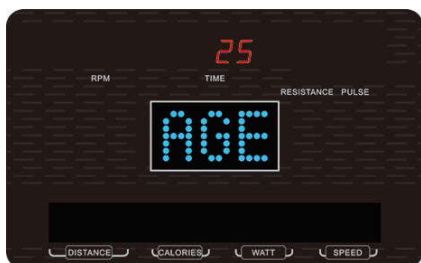 25
RPM TIME
RESISTANCE PULSE
AGE
DISTANCE CALORIES WATT SPEED